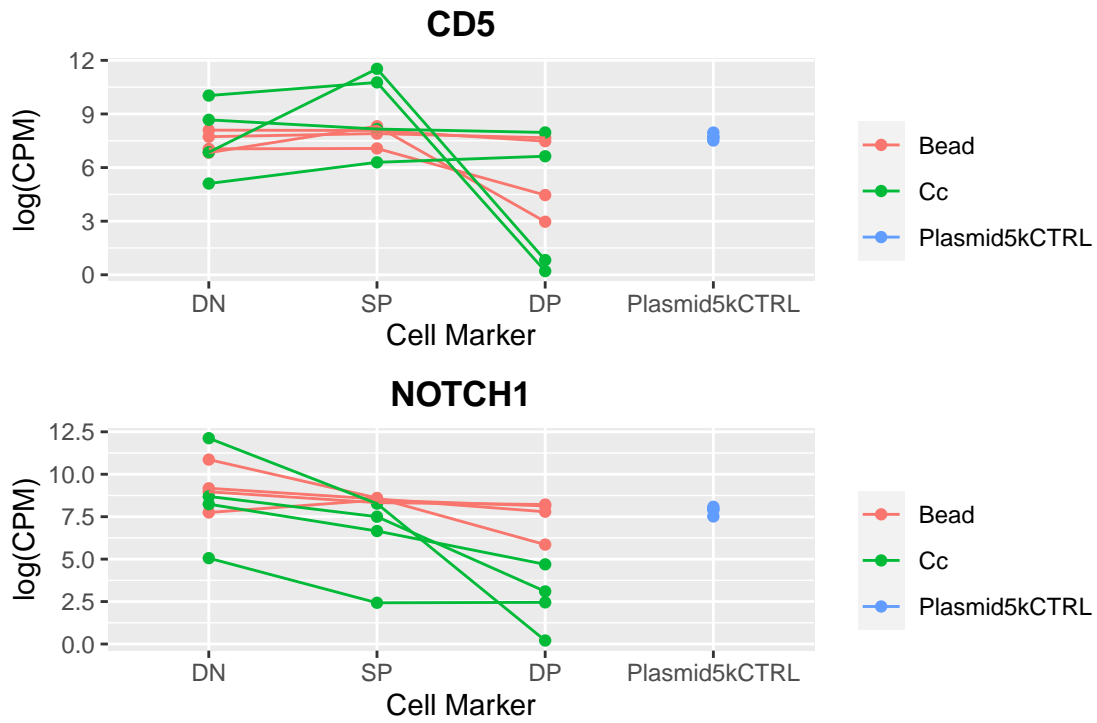 CD5
log(CPM)
12
9
6
3
0
DN SP DP Plasmid5kCTRL
Cell Marker
Bead
Cc
Plasmid5kCTRL
NOTCH1
log(CPM)
12.5
10.0
7.5
5.0
2.5
0.0
DN SP DP Plasmid5kCTRL
Cell Marker
Bead
Cc
Plasmid5kCTRL